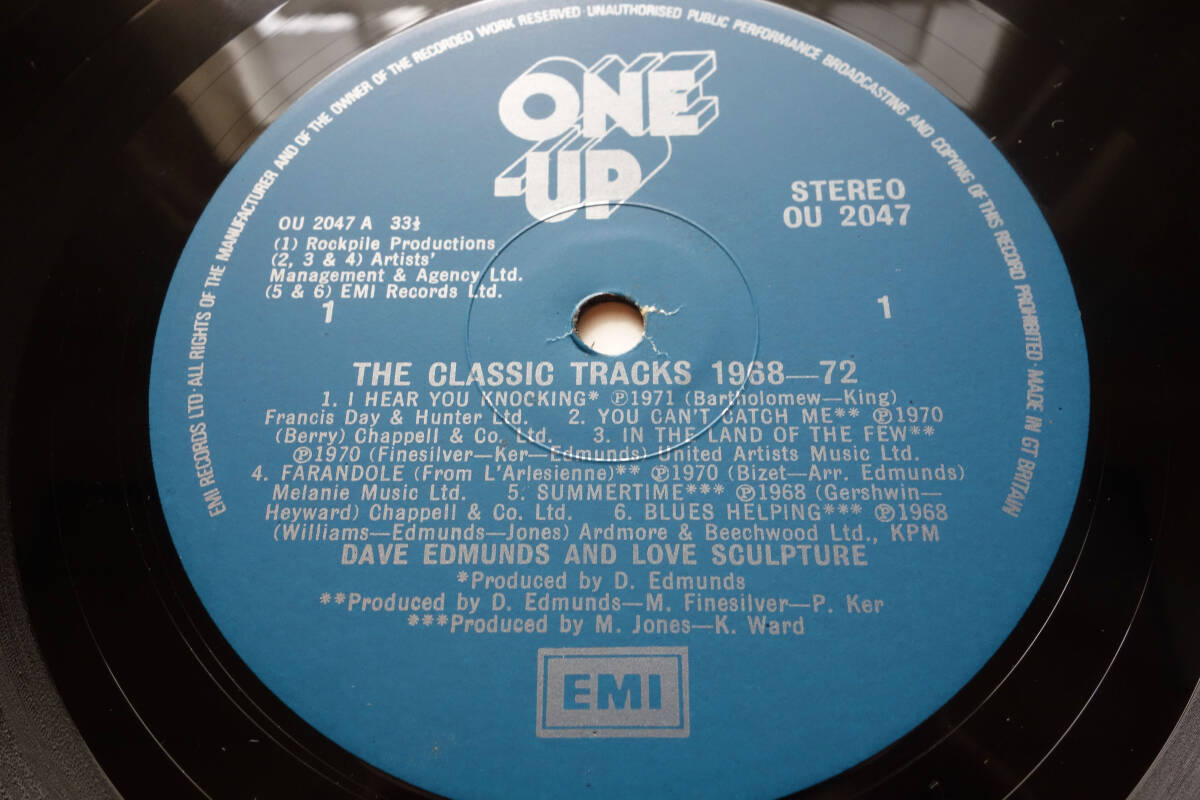 EMI RECORDS LTD · ALL RIGHTS OF THE MANUFACTURER AND OF THE OWNER OF THE RECORDED WORK RESERVED · UNAUTHORISED PUBLIC PERFORMANCE BROADCASTING AND COPYING OF THIS RECORD PROHIBITED · MADE IN GT BRITAIN
ONE
-UP
STEREO
OU 2047
OU 2047 A 33⅓
(1) Rockpile Productions
(2, 3 & 4) Artists'
Management & Agency Ltd.
(5 & 6) EMI Records Ltd.
1
1
THE CLASSIC TRACKS 1968—72
1. I HEAR YOU KNOCKING* ℗1971 (Bartholomew—King)
Francis Day & Hunter Ltd. 2. YOU CAN'T CATCH ME** ℗1970
(Berry) Chappell & Co. Ltd. 3. IN THE LAND OF THE FEW**
℗1970 (Finesilver—Ker—Edmunds) United Artists Music Ltd.
4. FARANDOLE (From L'Arlesienne)** ℗1970 (Bizet—Arr. Edmunds)
Melanie Music Ltd. 5. SUMMERTIME*** ℗1968 (Gershwin—
Heyward) Chappell & Co. Ltd. 6. BLUES HELPING*** ℗1968
(Williams—Edmunds—Jones) Ardmore & Beechwood Ltd., KPM
DAVE EDMUNDS AND LOVE SCULPTURE
*Produced by D. Edmunds
**Produced by D. Edmunds—M. Finesilver—P. Ker
***Produced by M. Jones—K. Ward
EMI